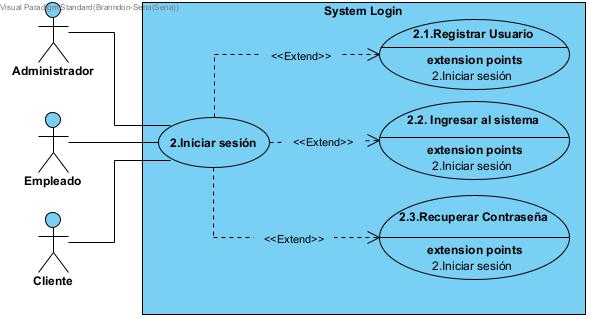 Visual Paradigm Standard(Branndon-Sena(Sena))
System Login
Administrador
Empleado
Cliente
2.Iniciar sesión
<<Extend>>
<<Extend>>
<<Extend>>
2.1.Registrar Usuario
extension points
2.Iniciar sesión
2.2. Ingresar al sistema
extension points
2.Iniciar sesión
2.3.Recuperar Contraseña
extension points
2.Iniciar sesión